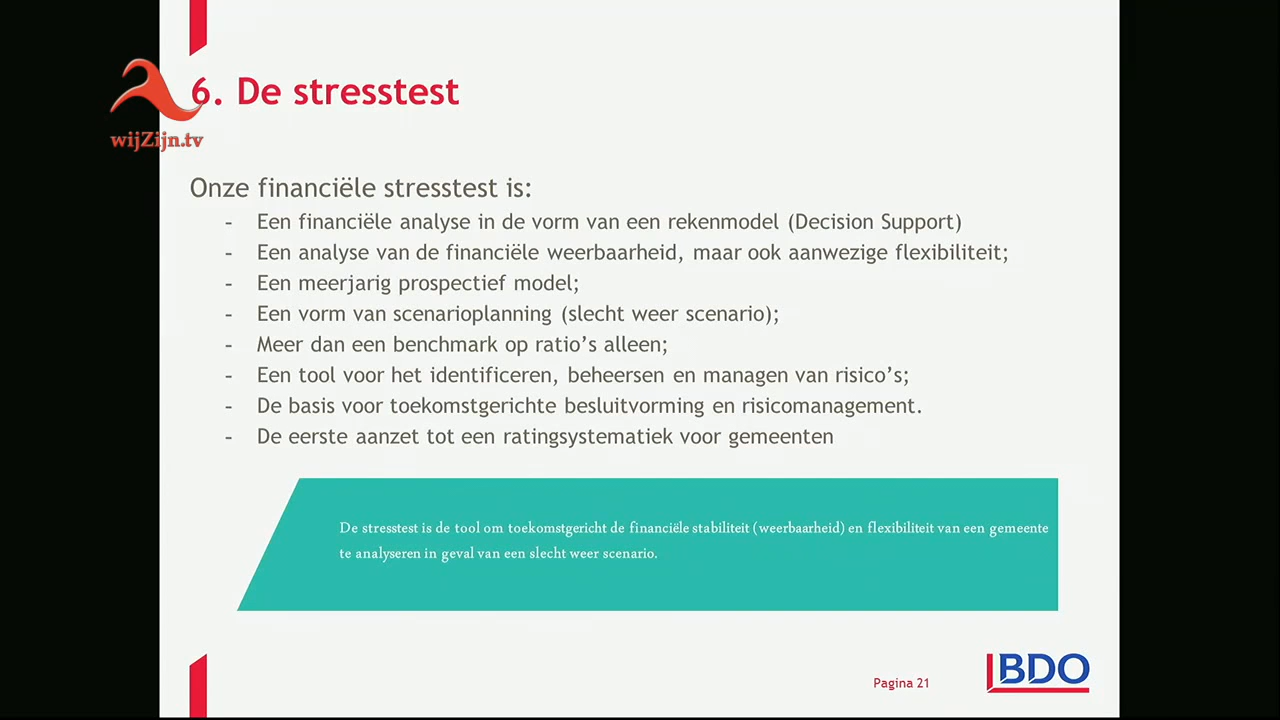 6. De stresstest
wijZijn.tv
Onze financiële stresstest is:
- Een financiële analyse in de vorm van een rekenmodel (Decision Support)
- Een analyse van de financiële weerbaarheid, maar ook aanwezige flexibiliteit;
- Een meerjarig prospectief model;
- Een vorm van scenarioplanning (slecht weer scenario);
- Meer dan een benchmark op ratio’s alleen;
- Een tool voor het identificeren, beheersen en managen van risico’s;
- De basis voor toekomstgerichte besluitvorming en risicomanagement.
- De eerste aanzet tot een ratingsystematiek voor gemeenten
De stresstest is de tool om toekomstgericht de financiële stabiliteit (weerbaarheid) en flexibiliteit van een gemeente
te analyseren in geval van een slecht weer scenario.
Pagina 21
BDO